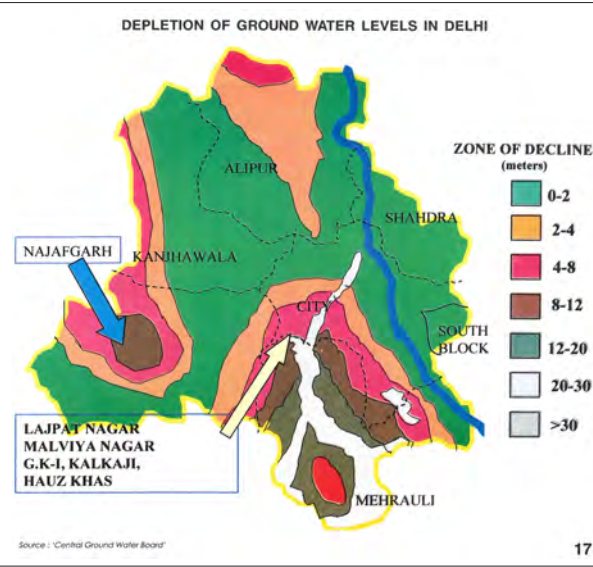 DEPLETION OF GROUND WATER LEVELS IN DELHI
ZONE OF DECLINE
(meters)
0-2
2-4
4-8
8-12
12-20
20-30
>30
ALIPUR
SHAHDRA
NAJAFGARH
KANJHAWALA
CITY
SOUTH
BLOCK
LAJPAT NAGAR
MALVIYA NAGAR
G.K-I, KALKAJI,
HAUZ KHAS
MEHRAULI
Source : 'Central Ground Water Board'
17